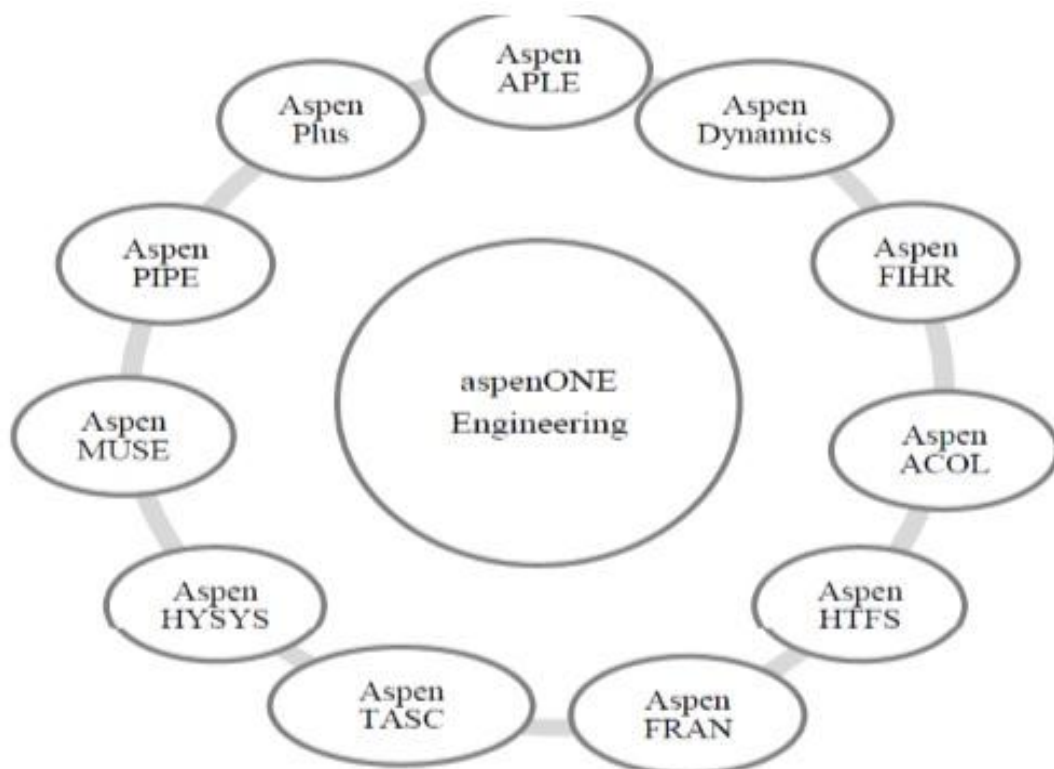 Aspen
APLE
Aspen
Dynamics
Aspen
FIHR
Aspen
ACOL
Aspen
HTFS
Aspen
FRAN
Aspen
TASC
Aspen
HYSYS
Aspen
MUSE
Aspen
PIPE
Aspen
Plus
aspenONE
Engineering